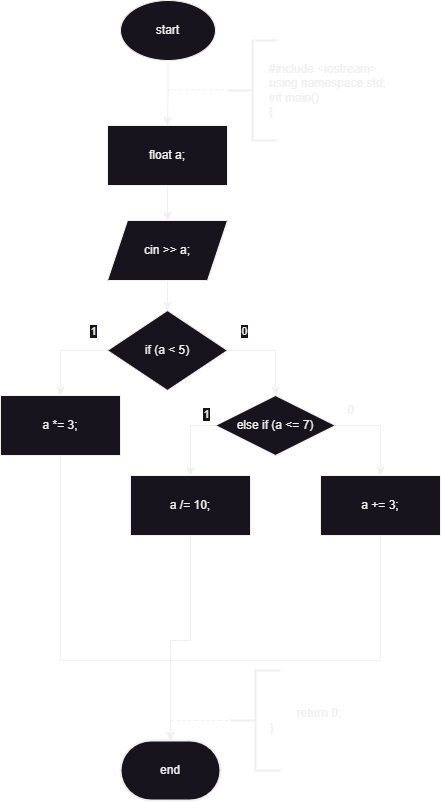 start
#include <iostream>
using namespace std;
int main()
{
float a;
cin >> a;
1
0
if (a < 5)
1
0
else if (a <= 7)
a *= 3;
a /= 10;
a += 3;
return 0;
}
end